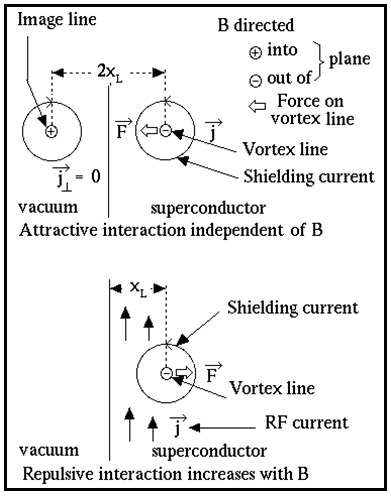 Image line
B directed
⊕ into
⊖ out of
plane
2x_L
Force on
vortex line
F⃗
j⃗
Vortex line
j⃗_⊥ = 0
Shielding current
vacuum superconductor
Attractive interaction independent of B
x_L
Shielding current
F⃗
Vortex line
j⃗
RF current
vacuum superconductor
Repulsive interaction increases with B